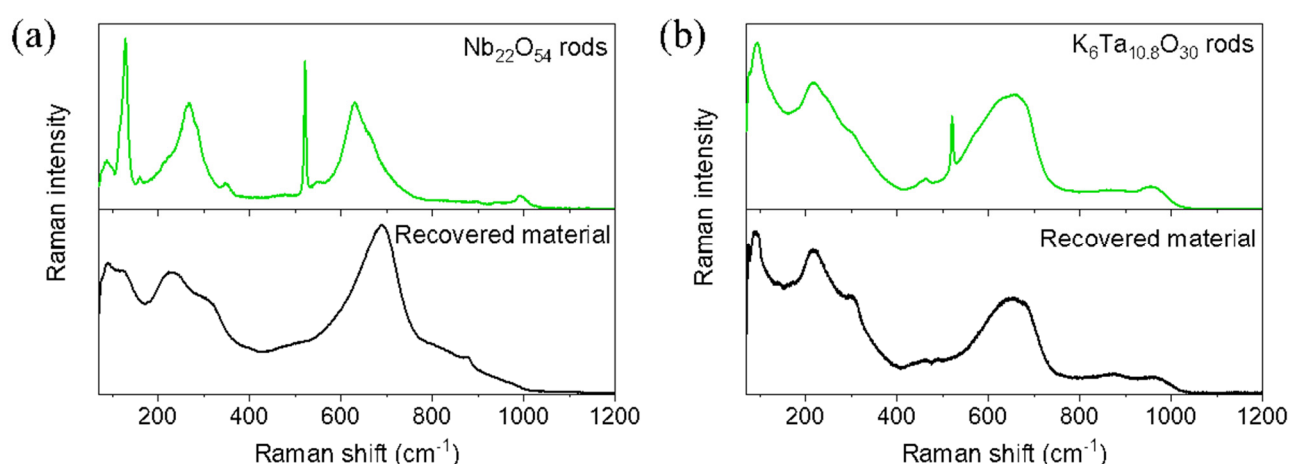 (a)
Nb22O54 rods
Raman intensity
Recovered material
200 400 600 800 1000 1200
Raman shift (cm-1)
(b)
K6Ta10.8O30 rods
Raman intensity
Recovered material
200 400 600 800 1000 1200
Raman shift (cm-1)